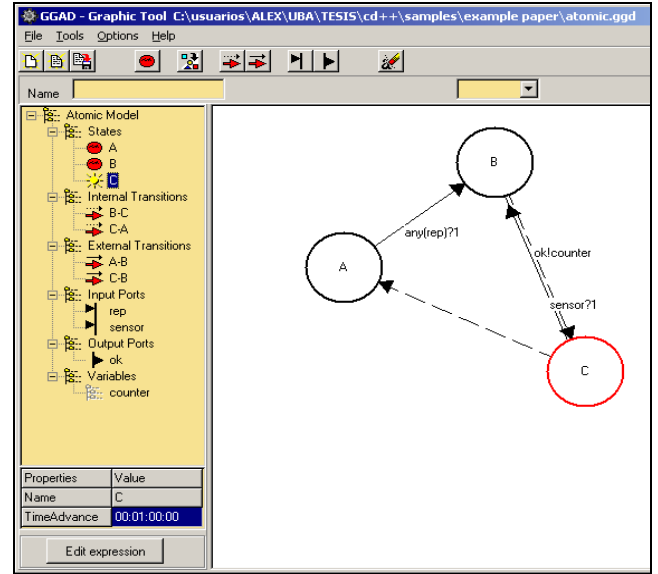 GGAD - Graphic Tool C:\usuarios\ALEX\UBA\TESIS\cd++\samples\example paper\atomic.ggd
File Tools Options Help
Name
Atomic Model
States
A
B
C
Internal Transitions
B-C
C-A
External Transitions
A-B
C-B
Input Ports
rep
sensor
Output Ports
ok
Variables
counter
Properties Value
Name C
TimeAdvance 00:01:00:00
Edit expression
B
any(rep)?1
ok!counter
A
sensor?1
C